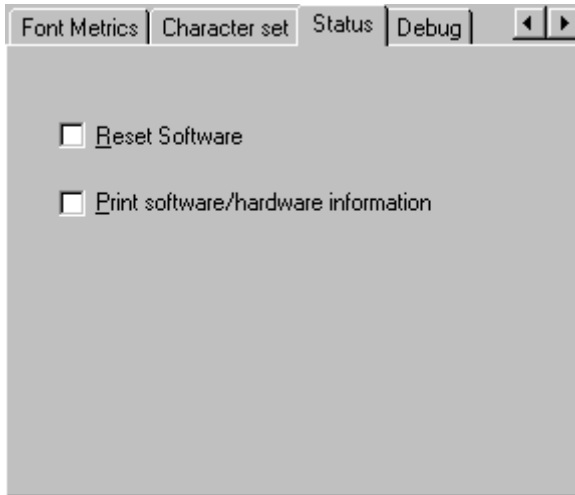 Font Metrics Character set Status Debug
Reset Software
Print software/hardware information